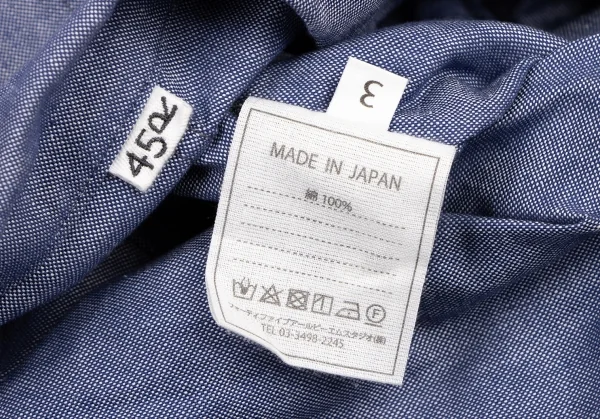 45R
3
MADE IN JAPAN
綿 100%
フォーティファイブアールピーエムスタジオ(株)
TEL 03-3498-2245